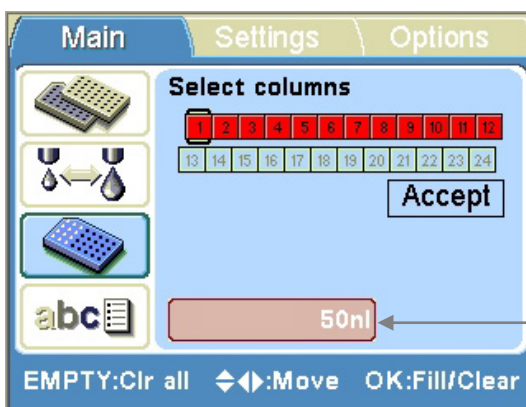 Main Settings Options
Select columns
1 2 3 4 5 6 7 8 9 10 11 12
13 14 15 16 17 18 19 20 21 22 23 24
Accept
abc
50nl
EMPTY:Clr all :Move OK:Fill/Clear